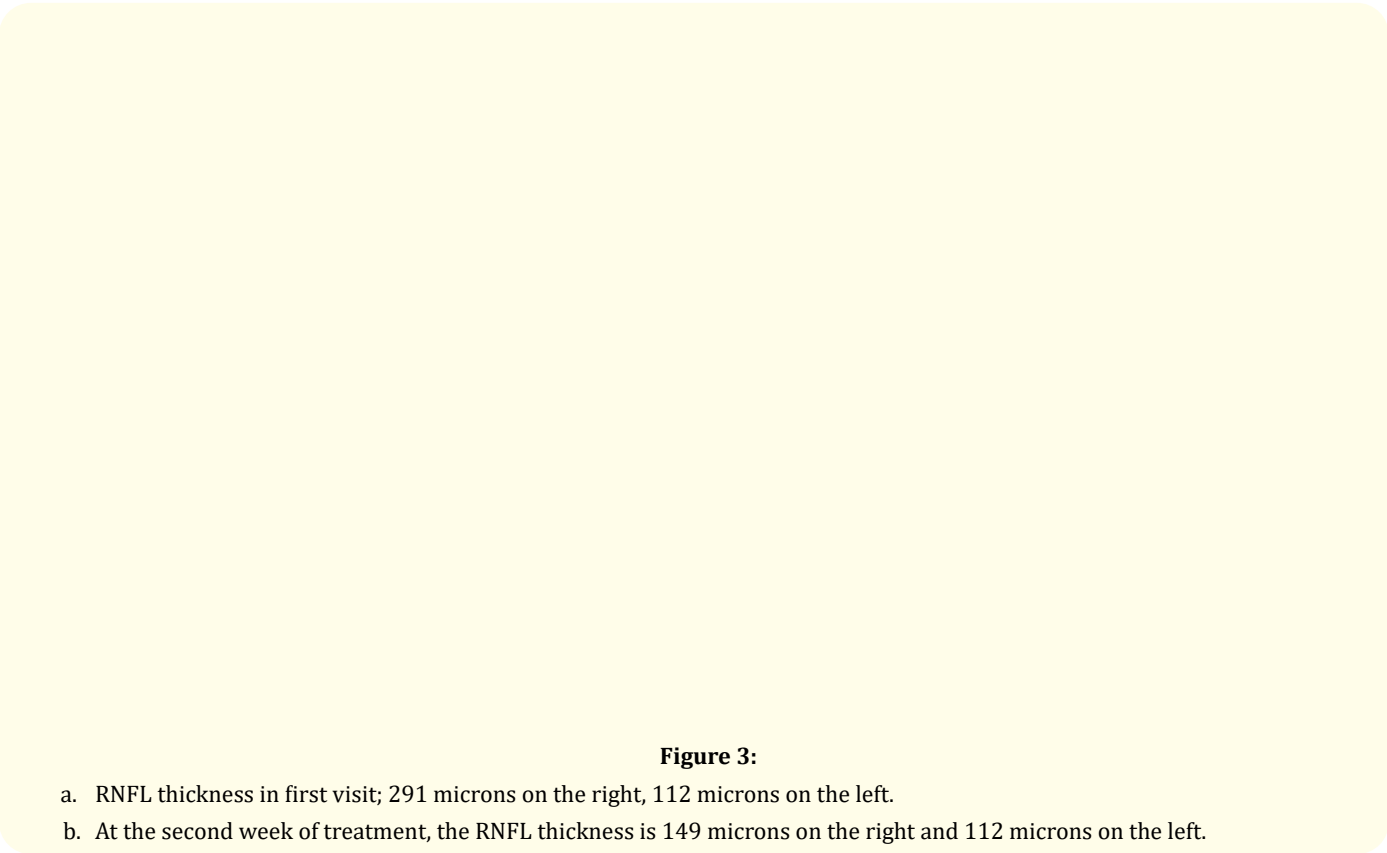 Figure 3:
a. RNFL thickness in first visit; 291 microns on the right, 112 microns on the left.
b. At the second week of treatment, the RNFL thickness is 149 microns on the right and 112 microns on the left.